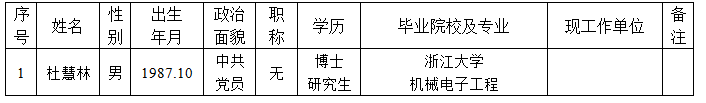 序号 姓名 性别 出生年月 政治面貌 职称 学历 毕业院校及专业 现工作单位 备注
1 杜慧林 男 1987.10 中共党员 无 博士研究生 浙江大学机械电子工程